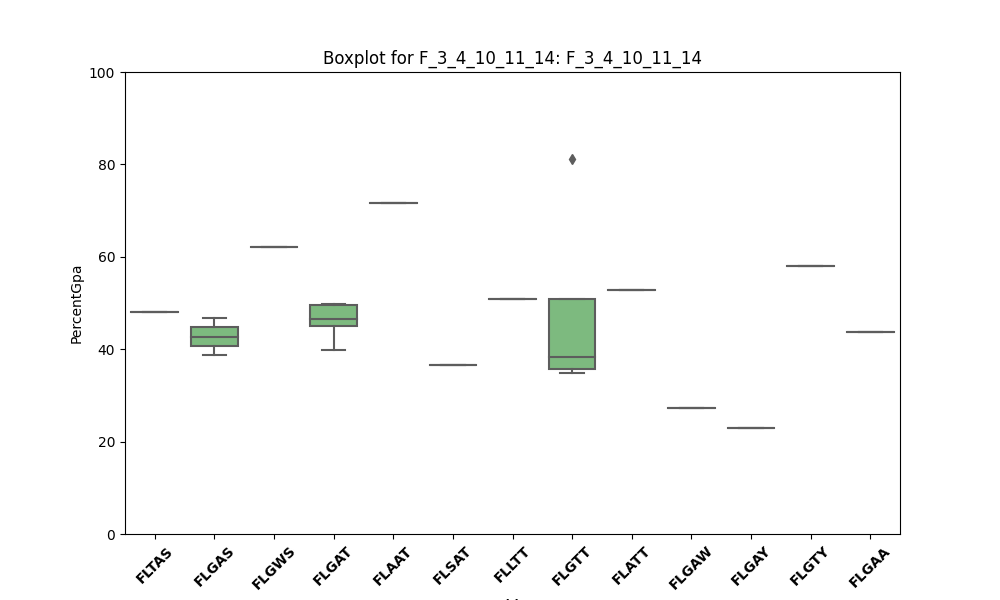 Boxplot for F_3_4_10_11_14: F_3_4_10_11_14
PercentGpa
100
80
60
40
20
0
FLTAS
FLGAS
FLGWS
FLGAT
FLAAT
FLSAT
FLLTT
FLGTT
FLATT
FLGAW
FLGAY
FLGTY
FLGAA